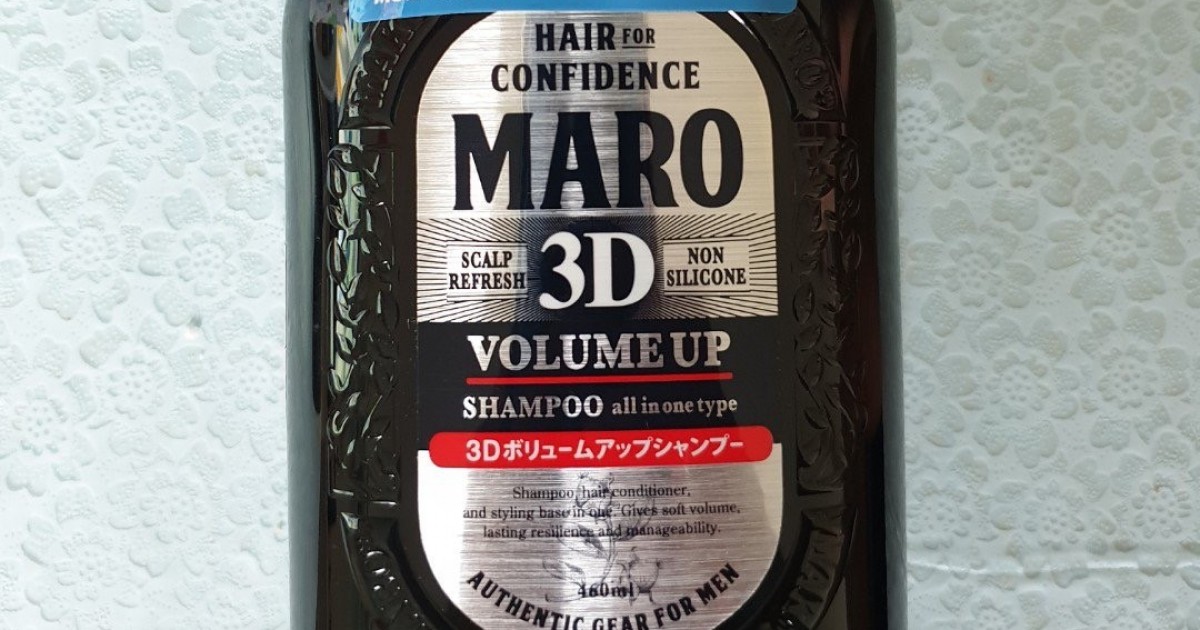 HAIR FOR
CONFIDENCE
MARO
SCALP
REFRESH
3D
NON
SILICONE
VOLUME UP
SHAMPOO all in one type
3Dボリュームアップシャンプー
Shampoo, hair conditioner,
and styling base in one. Gives soft volume,
lasting resilience and manageability.
460ml
AUTHENTIC GEAR FOR MEN